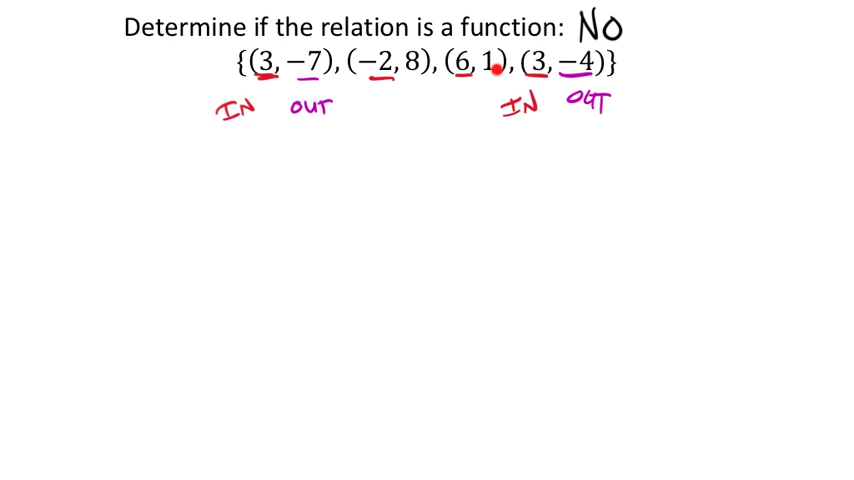 Determine if the relation is a function: NO
{(3, −7), (−2, 8), (6, 1), (3, −4)}
IN OUT IN OUT